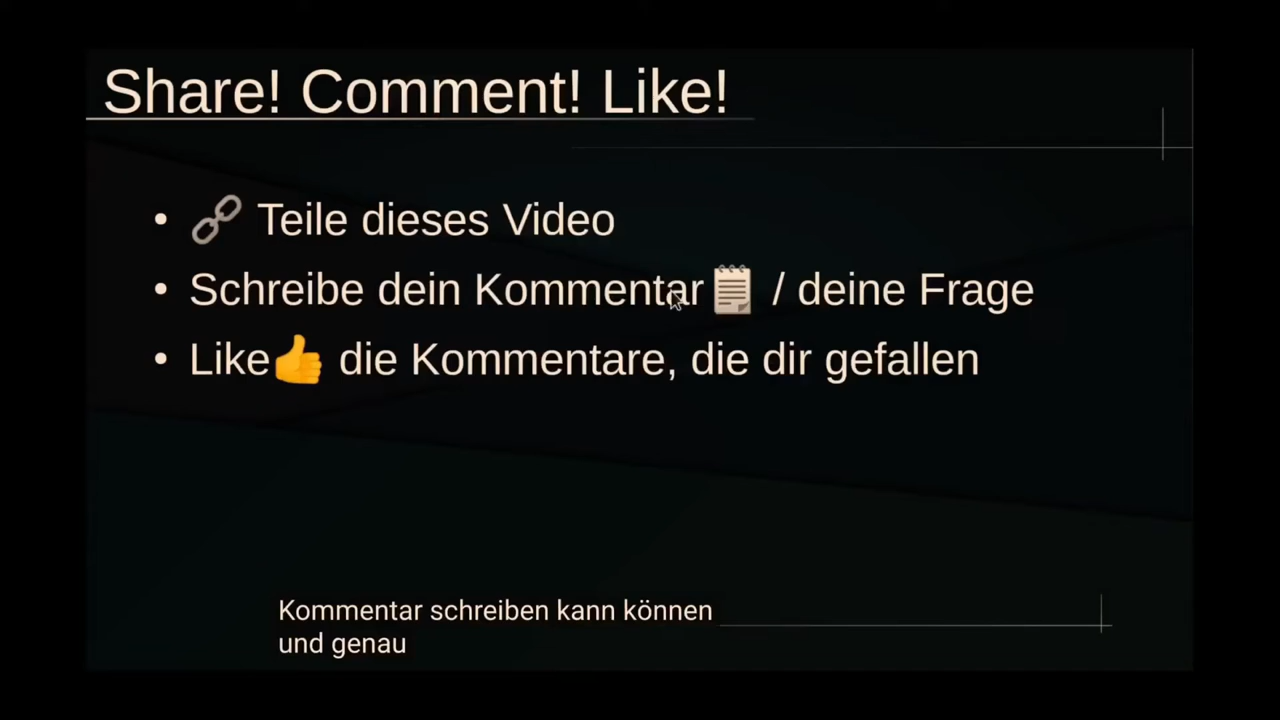 Share! Comment! Like!
• 🔗 Teile dieses Video
• Schreibe dein Kommentar🗒 / deine Frage
• Like👍 die Kommentare, die dir gefallen
Kommentar schreiben kann können
und genau